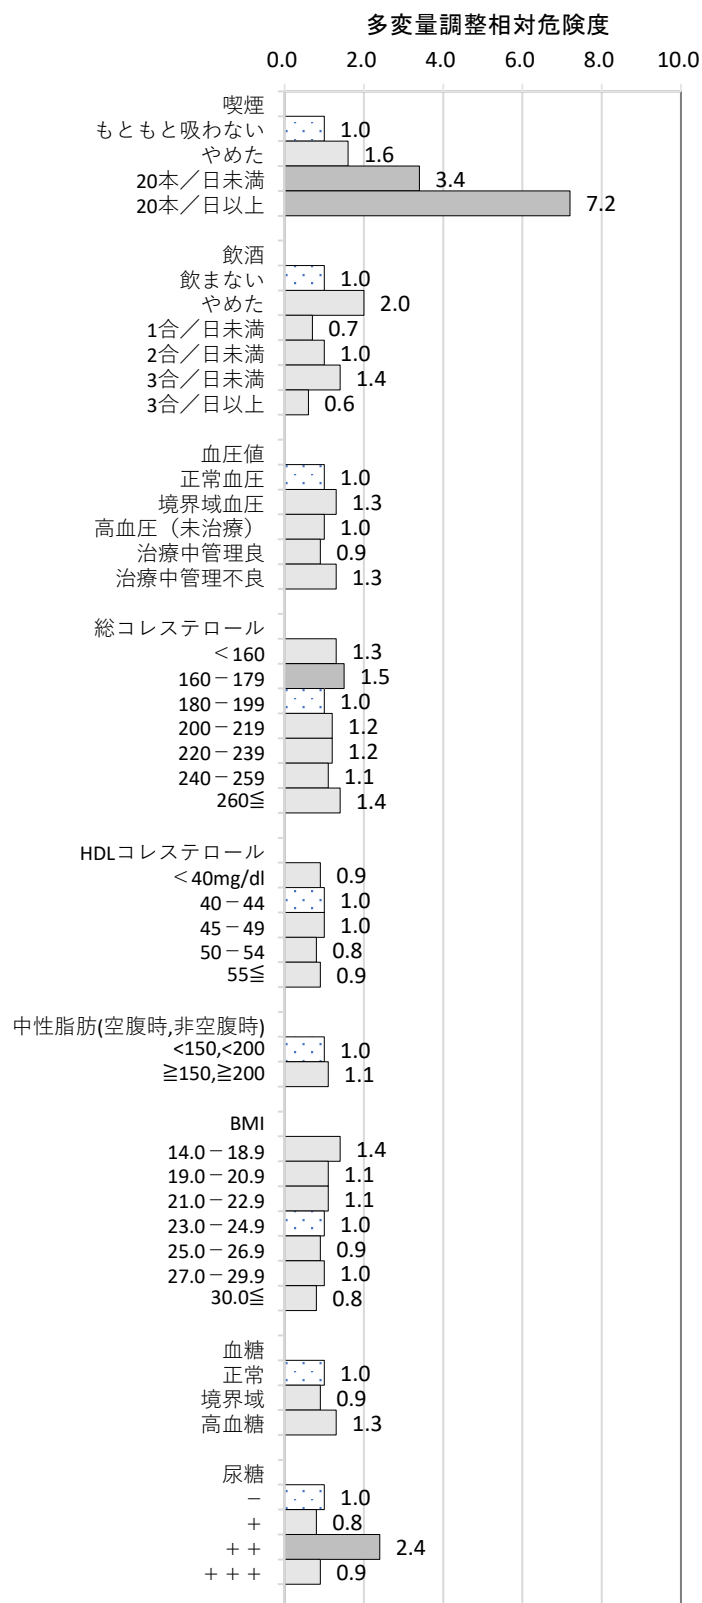 多変量調整相対危険度
0.0 2.0 4.0 6.0 8.0 10.0
喫煙
もともと吸わない 1.0
やめた 1.6
20本／日未満 3.4
20本／日以上 7.2
飲酒
飲まない 1.0
やめた 2.0
1合／日未満 0.7
2合／日未満 1.0
3合／日未満 1.4
3合／日以上 0.6
血圧値
正常血圧 1.0
境界域血圧 1.3
高血圧（未治療） 1.0
治療中管理良 0.9
治療中管理不良 1.3
総コレステロール
＜160 1.3
160－179 1.5
180－199 1.0
200－219 1.2
220－239 1.2
240－259 1.1
260≦ 1.4
HDLコレステロール
＜40mg/dl 0.9
40－44 1.0
45－49 1.0
50－54 0.8
55≦ 0.9
中性脂肪(空腹時,非空腹時)
<150,<200 1.0
≧150,≧200 1.1
BMI
14.0－18.9 1.4
19.0－20.9 1.1
21.0－22.9 1.1
23.0－24.9 1.0
25.0－26.9 0.9
27.0－29.9 1.0
30.0≦ 0.8
血糖
正常 1.0
境界域 0.9
高血糖 1.3
尿糖
－ 1.0
＋ 0.8
＋＋ 2.4
＋＋＋ 0.9